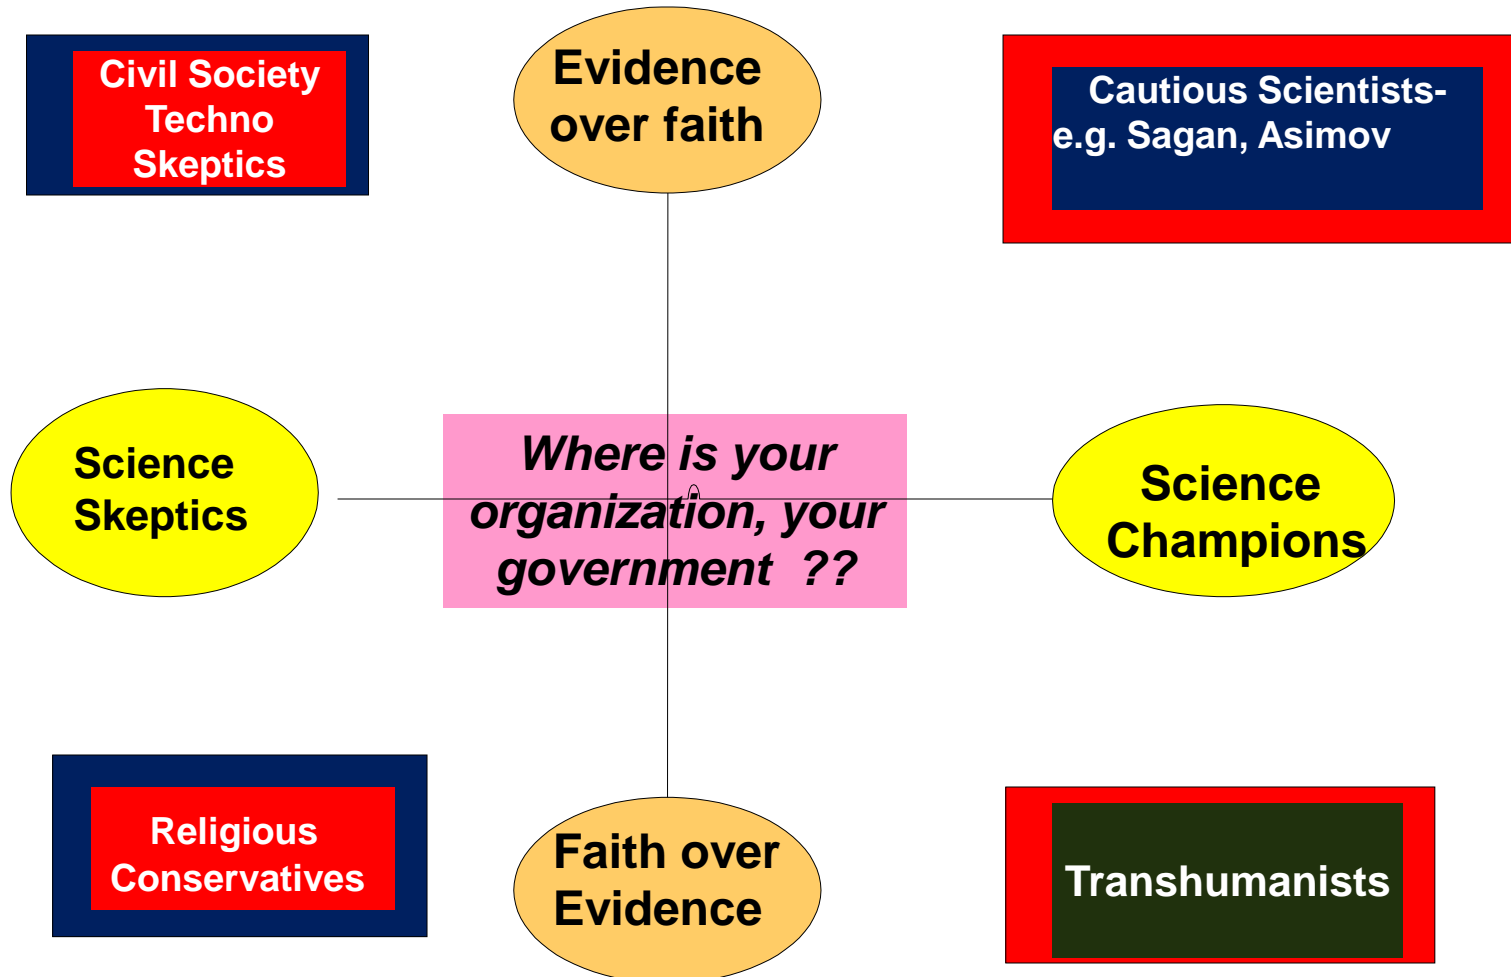 Civil Society
Techno
Skeptics
Evidence
over faith
Cautious Scientists-
e.g. Sagan, Asimov
Science
Skeptics
Where is your
organization, your
government  ??
Science
Champions
Religious
Conservatives
Faith over
Evidence
Transhumanists